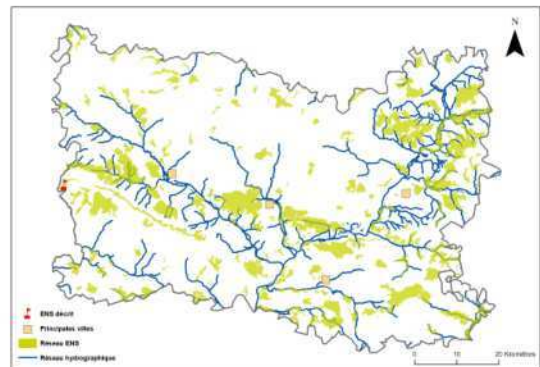 N
ENS décrit
Principales villes
Réseau ENS
Réseau hydrographique
0 10 20 Kilomètres